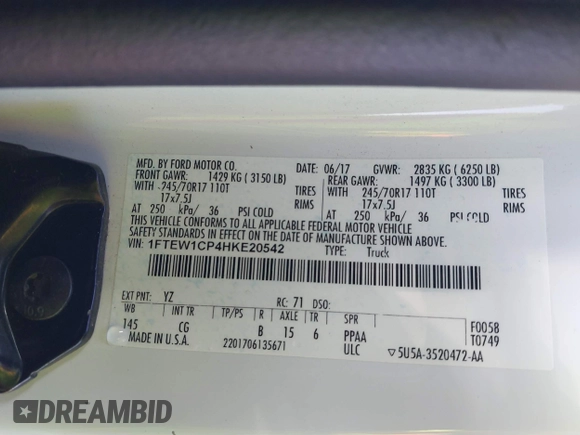 MFD. BY FORD MOTOR CO. 06/17 GVWR: 2835 KG ( 6250 LB)
FRONT GAWR: 1429 KG ( 3150 LB) REAR GAWR: 1497 KG ( 3300 LB)
WITH 245/70R17 110T TIRES WITH 245/70R17 110T TIRES
17x7.5J RIMS 17x7.5J RIMS
AT 250 kPa/ 36 PSI COLD AT 250 kPa/ 36 PSI COLD
THIS VEHICLE CONFORMS TO ALL APPLICABLE FEDERAL MOTOR VEHICLE
SAFETY STANDARDS IN EFFECT ON THE DATE OF MANUFACTURE SHOWN ABOVE.
VIN: 1FTEW1CP4HKE20542 TYPE: Truck
EXT PNT: YZ RC: 71 DSO:
WB INT TR TP/PS R AXLE TR SPR F0058
145 CG B 15 6 PPAA T0749
MADE IN U.S.A. 2201706135671 ULC ▽5U5A-3520472-AA
DREAMBID